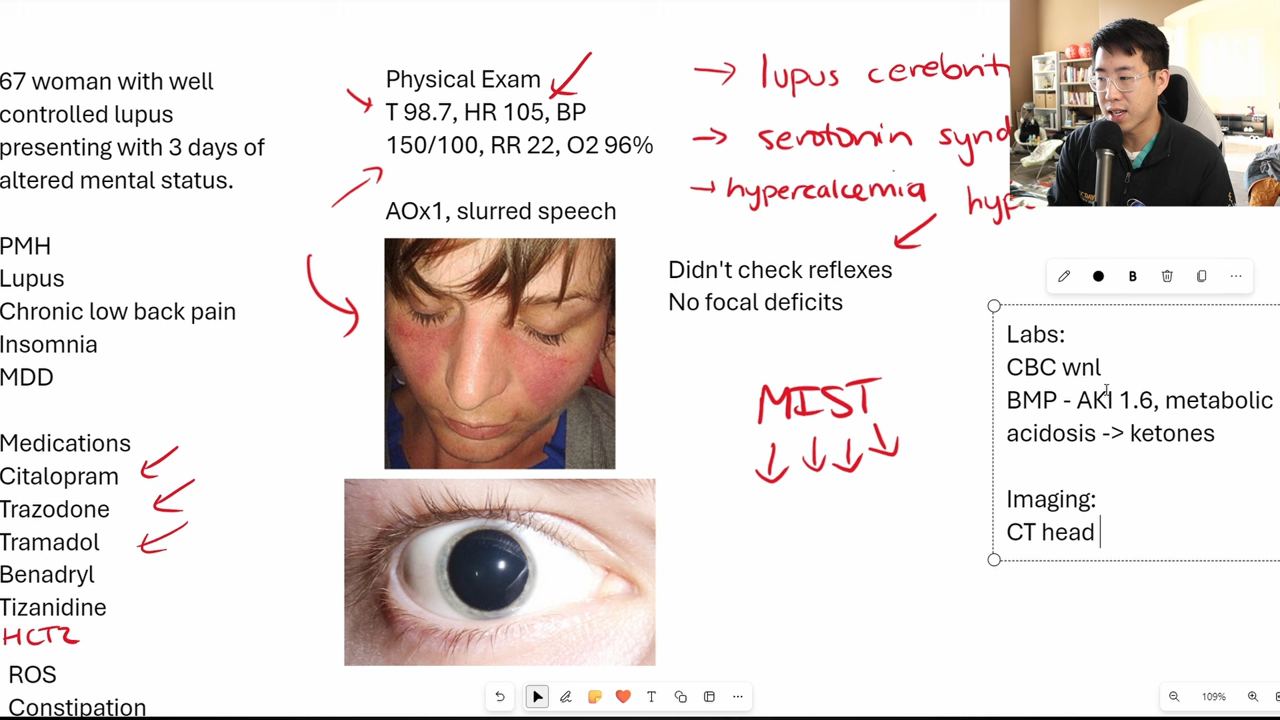 67 woman with well
controlled lupus
presenting with 3 days of
altered mental status.
PMH
Lupus
Chronic low back pain
Insomnia
MDD
Medications
Citalopram
Trazodone
Tramadol
Benadryl
Tizanidine
HCTZ
ROS
Constipation
Physical Exam
T 98.7, HR 105, BP
150/100, RR 22, O2 96%
AOx1, slurred speech
→ lupus cerebrit
→ serotonin synd
→ hypercalcemia hyp
Didn't check reflexes
No focal deficits
MIST
↓ ↓ ↓ ↓
B
Labs:
CBC wnl
BMP - AKI 1.6, metabolic
acidosis -> ketones
Imaging:
CT head
T
109%